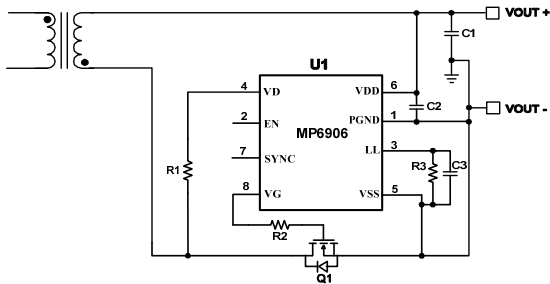 VOUT +
C1
U1
4
VD
VDD
6
C2
VOUT -
2
EN
PGND
1
MP6906
LL
3
7
SYNC
R1
R3
C3
8
VG
VSS
5
R2
Q1